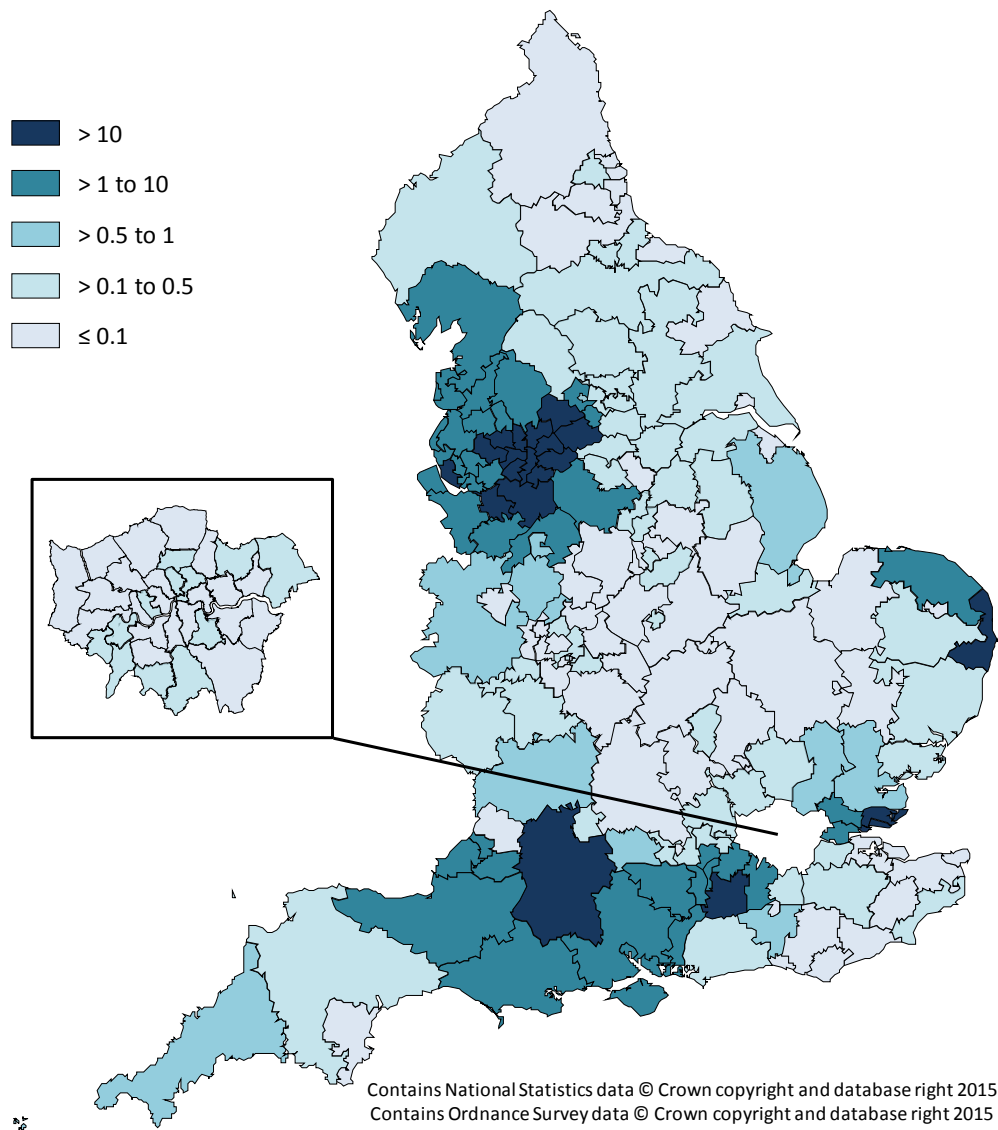 > 10
> 1 to 10
> 0.5 to 1
> 0.1 to 0.5
≤ 0.1
Contains National Statistics data © Crown copyright and database right 2015
Contains Ordnance Survey data © Crown copyright and database right 2015